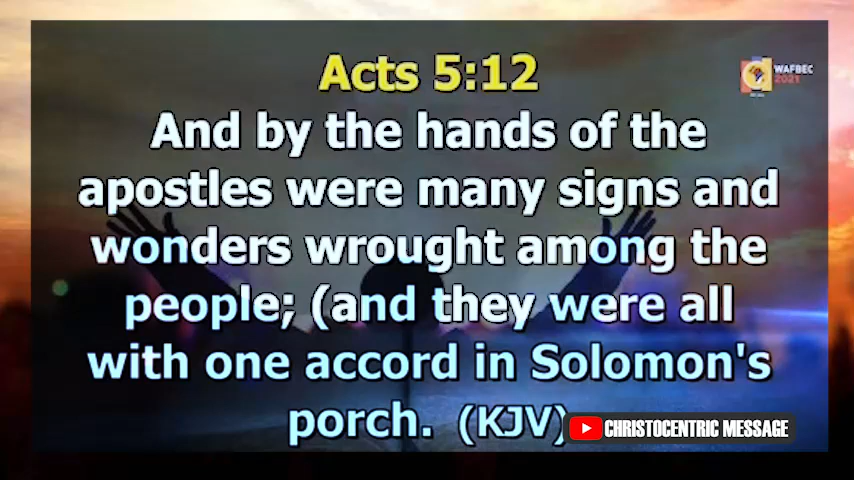 Acts 5:12
WAFBEC
2021
And by the hands of the
apostles were many signs and
wonders wrought among the
people; (and they were all
with one accord in Solomon's
porch. (KJV)
CHRISTOCENTRIC MESSAGE